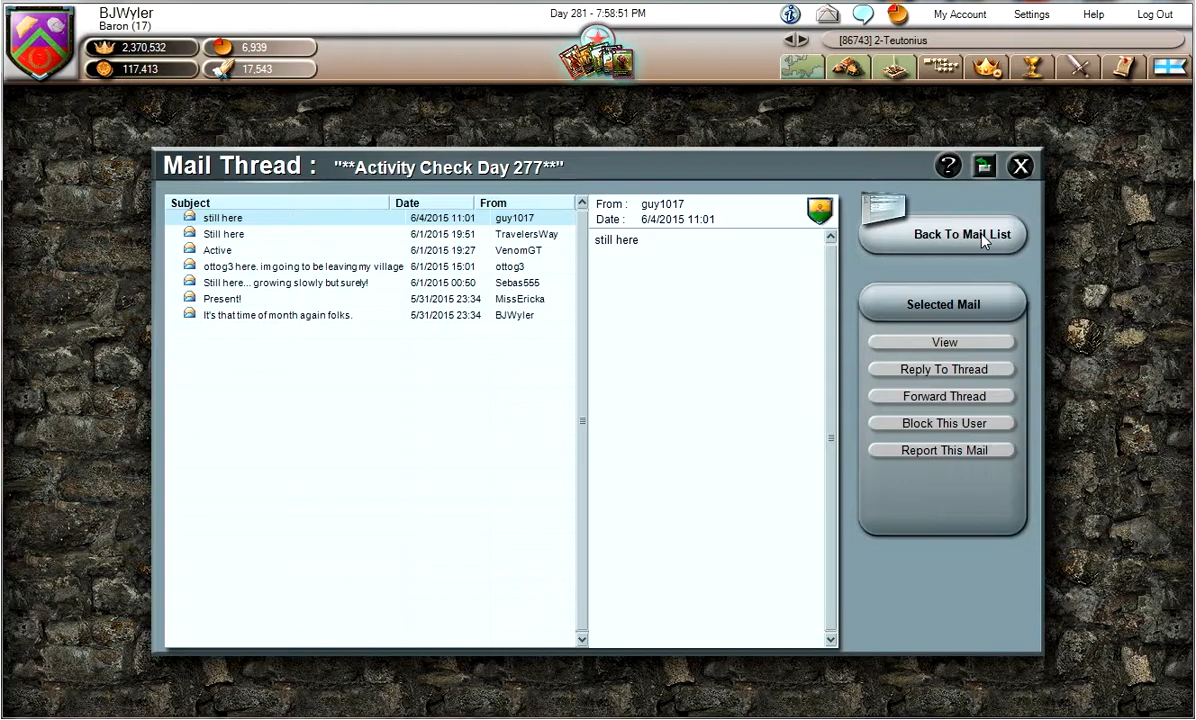 BJWyler
Baron (17)
2,370,532
6,939
117,413
17,543
Day 281 - 7:58:51 PM
My Account
Settings
Help
Log Out
[86743] 2-Teutonius
Mail Thread : "**Activity Check Day 277**"
?
X
Subject Date From
still here 6/4/2015 11:01 guy1017
Still here 6/1/2015 19:51 TravelersWay
Active 6/1/2015 19:27 VenomGT
ottog3 here. im going to be leaving my village 6/1/2015 15:01 ottog3
Still here... growing slowly but surely! 6/1/2015 00:50 Sebas555
Present! 5/31/2015 23:34 MissEricka
It's that time of month again folks. 5/31/2015 23:34 BJWyler
From : guy1017
Date : 6/4/2015 11:01
still here
Back To Mail List
Selected Mail
View
Reply To Thread
Forward Thread
Block This User
Report This Mail